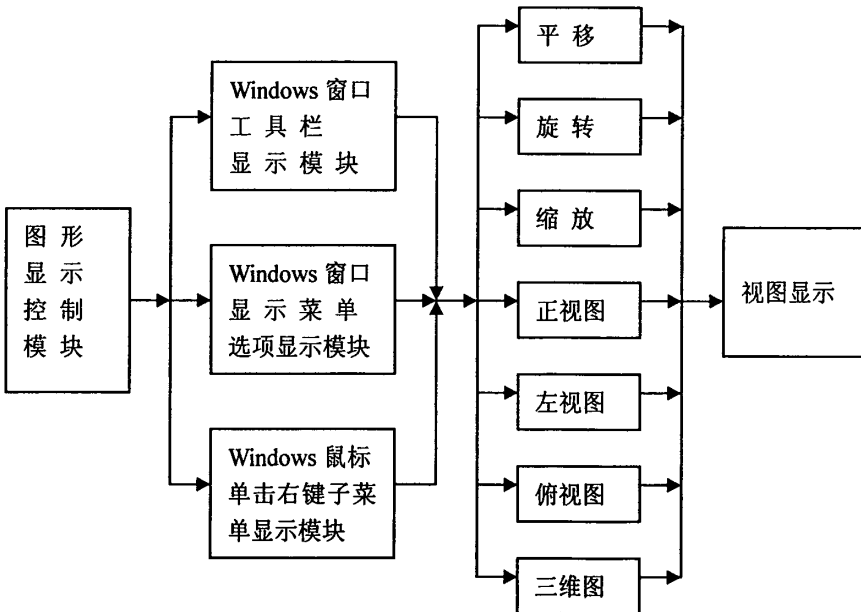 图形
显示
控制
模块
Windows 窗口
工具栏
显示模块
Windows 窗口
显示菜单
选项显示模块
Windows 鼠标
单击右键子菜
单显示模块
平移
旋转
缩放
正视图
左视图
俯视图
三维图
视图显示